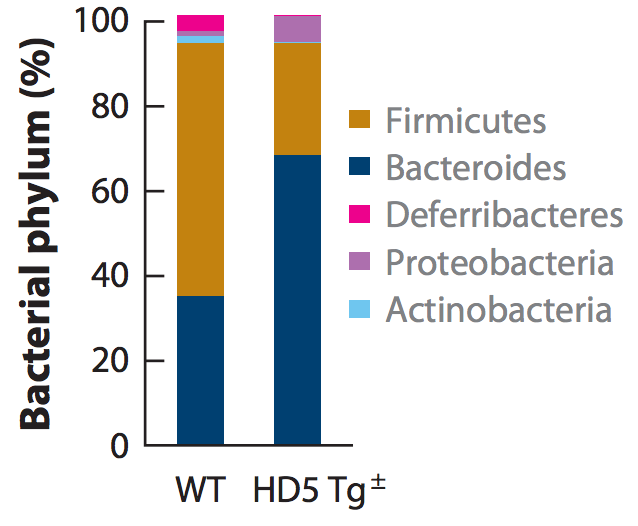 Bacterial phylum (%)
100
80
60
40
20
0
WT
HD5 Tg±
Firmicutes
Bacteroides
Deferribacteres
Proteobacteria
Actinobacteria